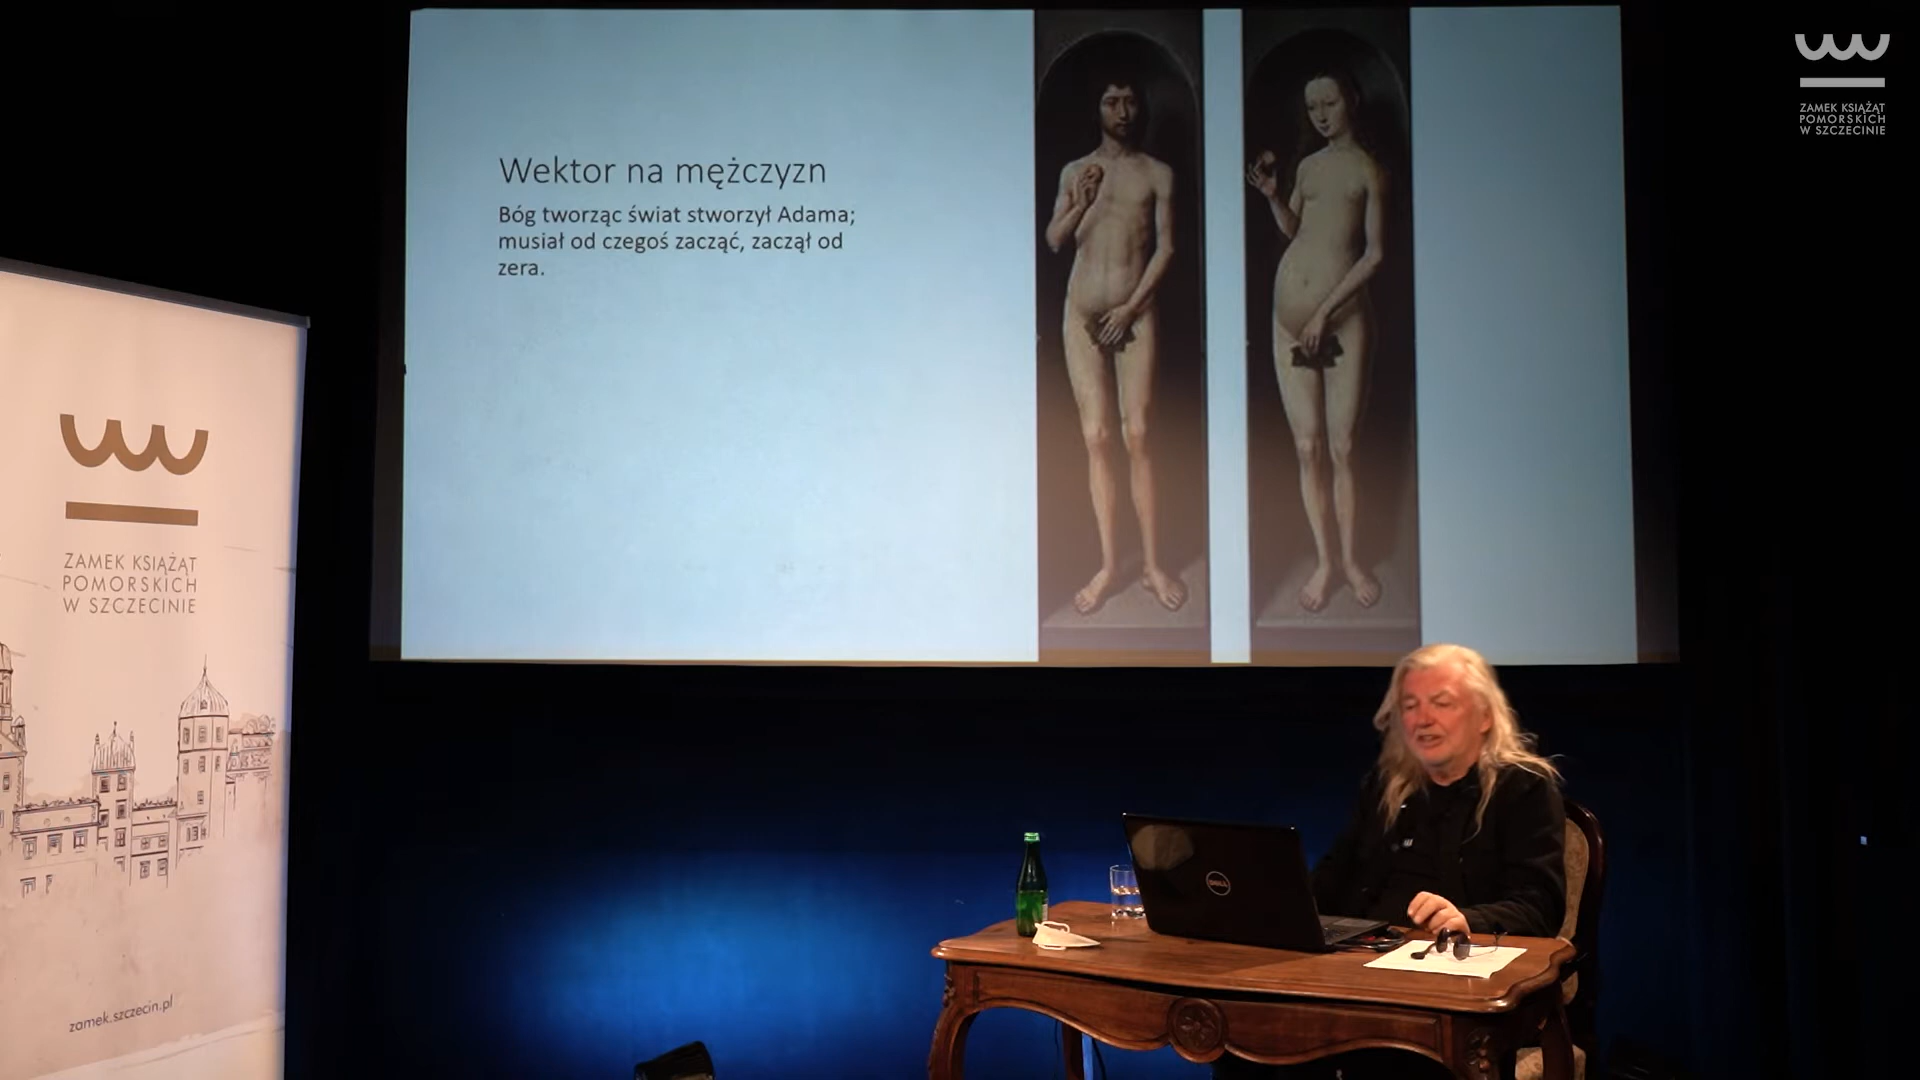 Wektor na mężczyzn
Bóg tworząc świat stworzył Adama;
musiał od czegoś zacząć, zaczął od
zera.
ZAMEK KSIĄŻĄT
POMORSKICH
W SZCZECINIE
ZAMEK KSIĄŻĄT
POMORSKICH
W SZCZECINIE
zamek.szczecin.pl
DELL